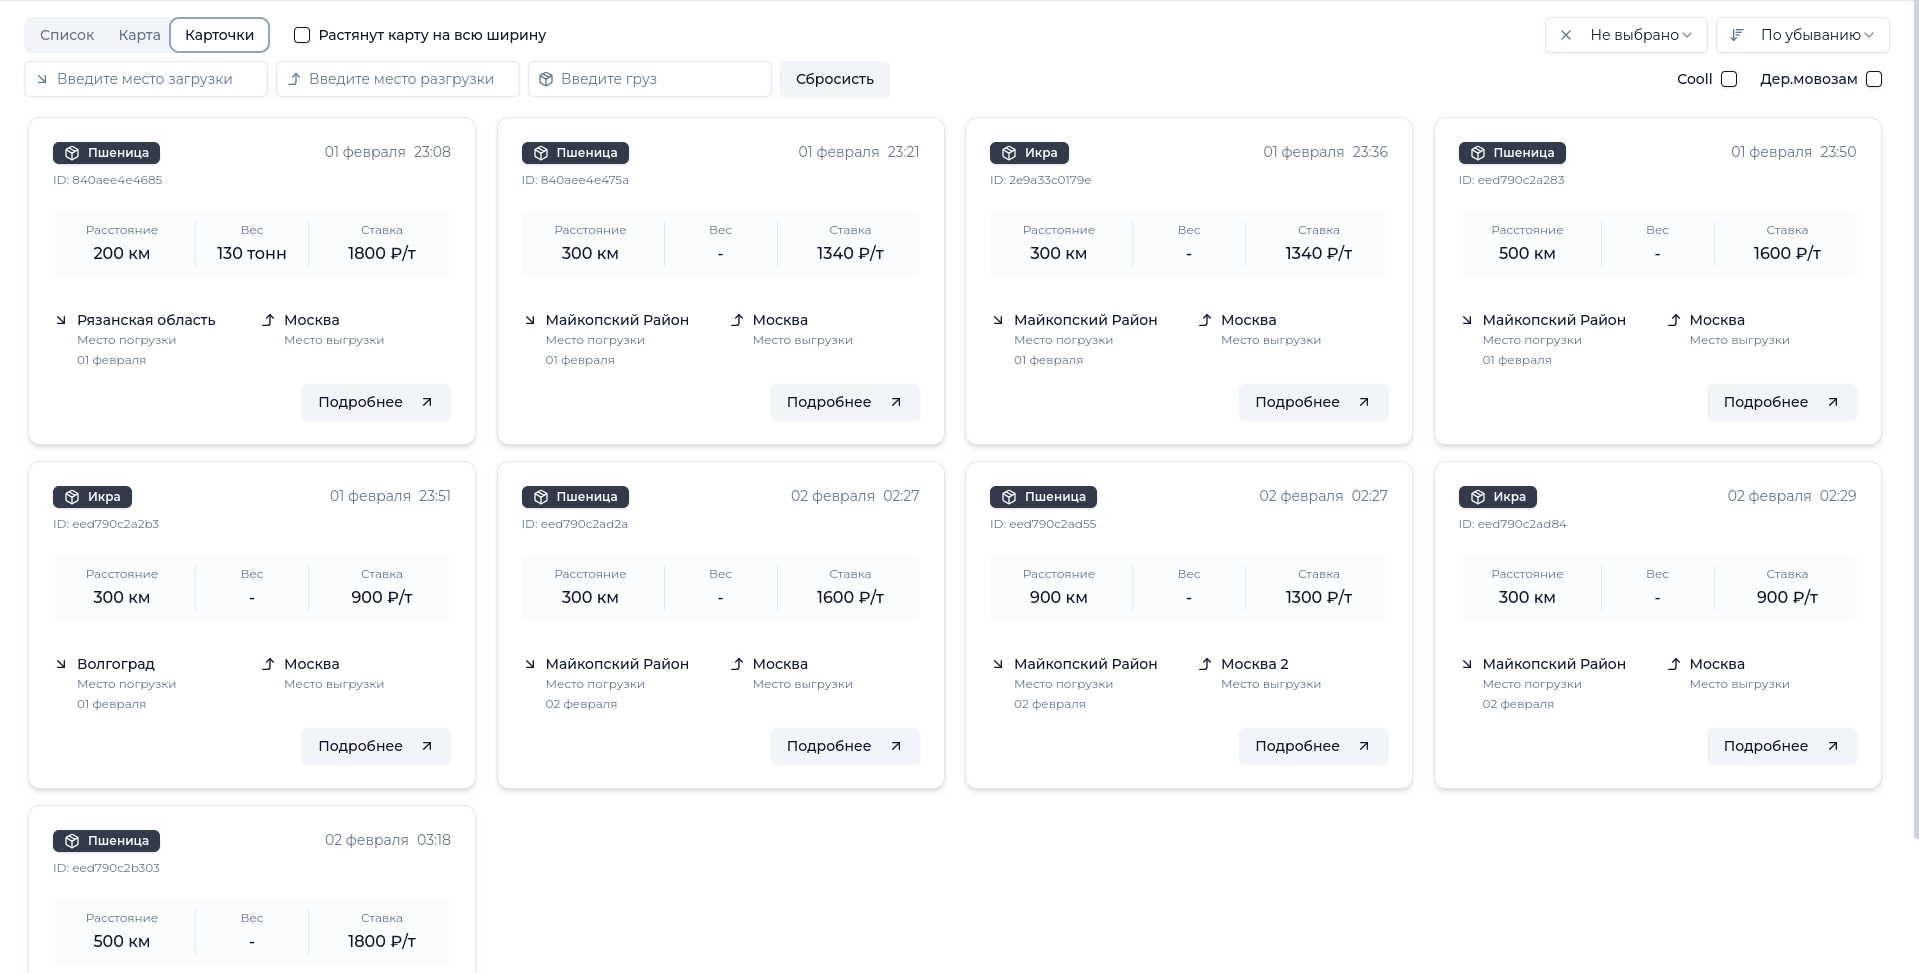 Список Карта Карточки Растянут карту на всю ширину Не выбрано По убыванию
Введите место загрузки Введите место разгрузки Введите груз Сбросисть Cooll Дер.мовозам
Пшеница 01 февраля 23:08
ID: 840aee4e4685
Расстояние Вес Ставка
200 км 130 тонн 1800 ₽/т
Рязанская область Москва
Место погрузки Место выгрузки
01 февраля
Подробнее
Пшеница 01 февраля 23:21
ID: 840aee4e475a
Расстояние Вес Ставка
300 км - 1340 ₽/т
Майкопский Район Москва
Место погрузки Место выгрузки
01 февраля
Подробнее
Икра 01 февраля 23:36
ID: 2e9a33c0179e
Расстояние Вес Ставка
300 км - 1340 ₽/т
Майкопский Район Москва
Место погрузки Место выгрузки
01 февраля
Подробнее
Пшеница 01 февраля 23:50
ID: eed790c2a283
Расстояние Вес Ставка
500 км - 1600 ₽/т
Майкопский Район Москва
Место погрузки Место выгрузки
01 февраля
Подробнее
Икра 01 февраля 23:51
ID: eed790c2a2b3
Расстояние Вес Ставка
300 км - 900 ₽/т
Волгоград Москва
Место погрузки Место выгрузки
01 февраля
Подробнее
Пшеница 02 февраля 02:27
ID: eed790c2ad2a
Расстояние Вес Ставка
300 км - 1600 ₽/т
Майкопский Район Москва
Место погрузки Место выгрузки
02 февраля
Подробнее
Пшеница 02 февраля 02:27
ID: eed790c2ad55
Расстояние Вес Ставка
900 км - 1300 ₽/т
Майкопский Район Москва 2
Место погрузки Место выгрузки
02 февраля
Подробнее
Икра 02 февраля 02:29
ID: eed790c2ad84
Расстояние Вес Ставка
300 км - 900 ₽/т
Майкопский Район Москва
Место погрузки Место выгрузки
02 февраля
Подробнее
Пшеница 02 февраля 03:18
ID: eed790c2b303
Расстояние Вес Ставка
500 км - 1800 ₽/т